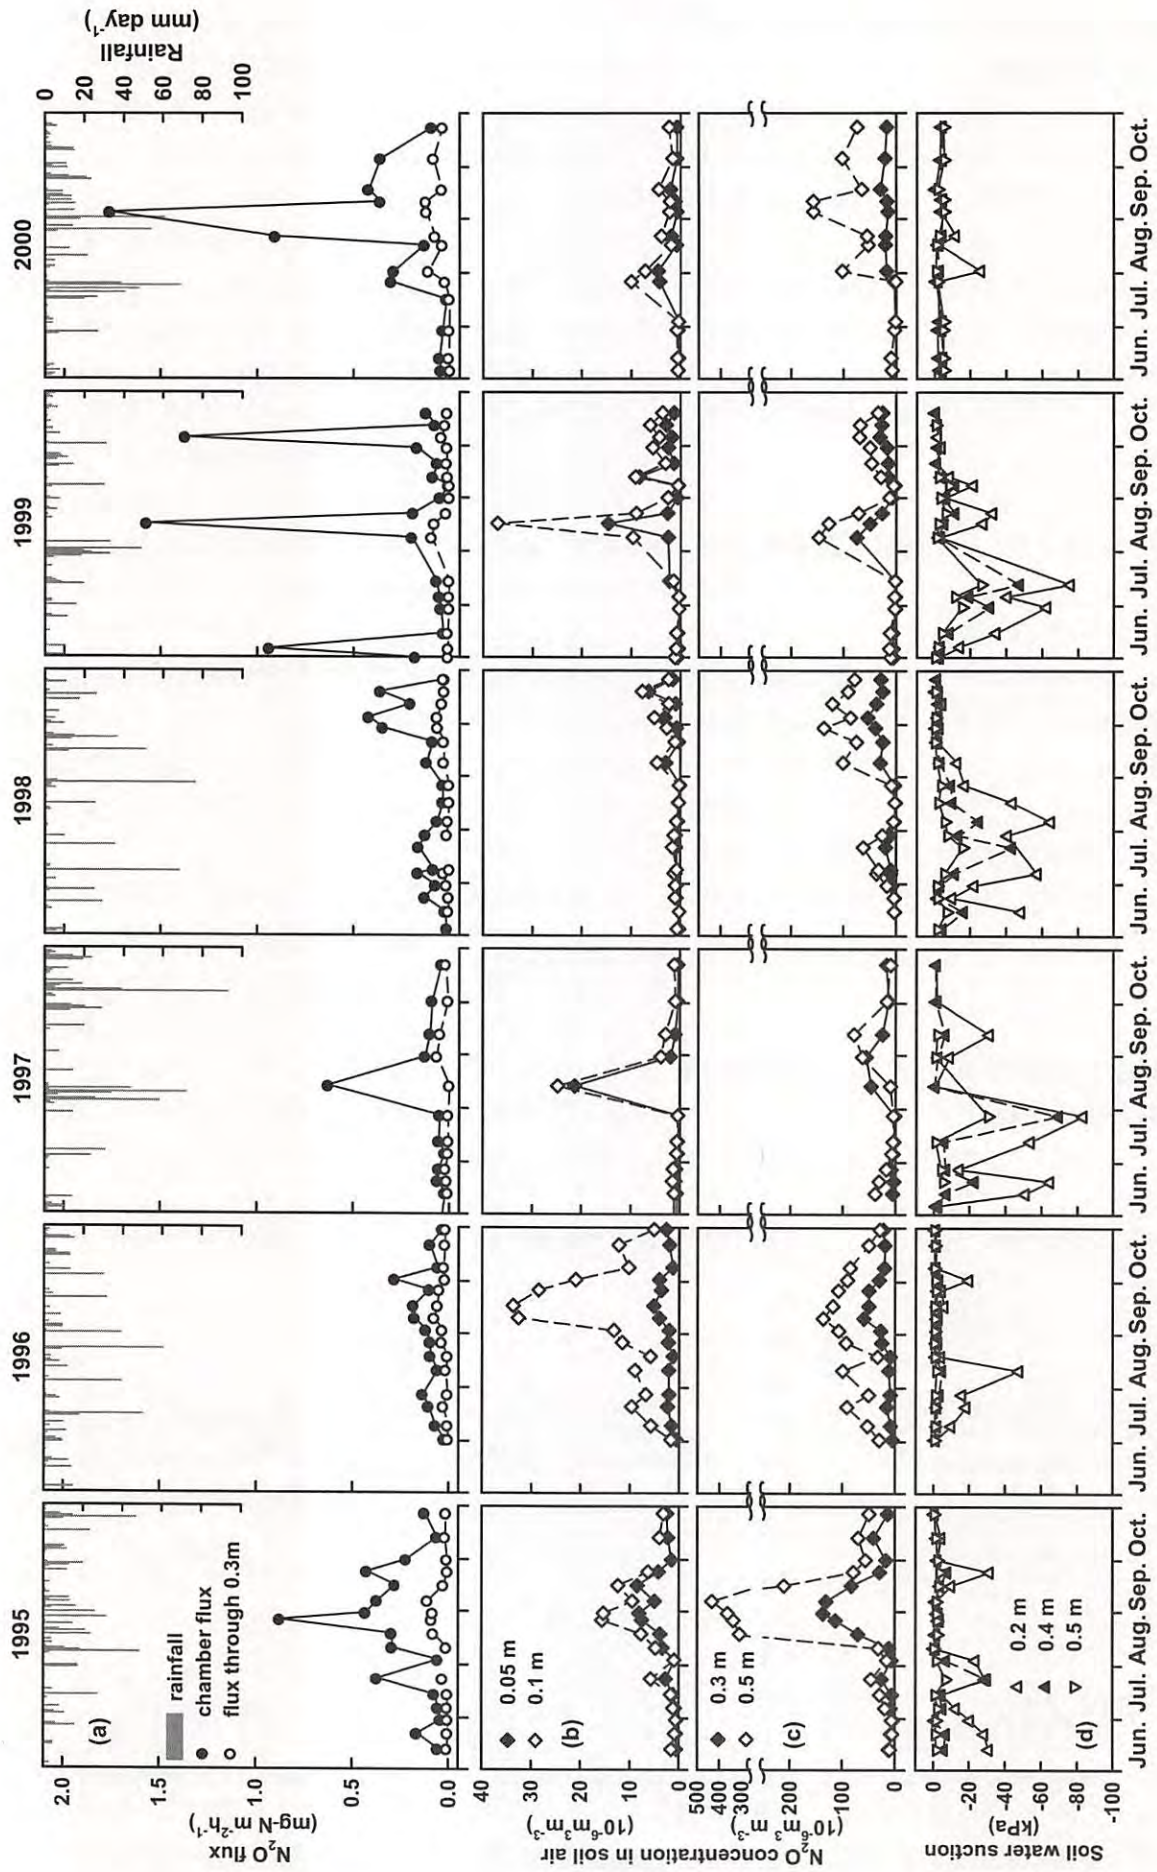 1995 1996 1997 1998 1999 2000
(a)
rainfall
chamber flux
flux through 0.3m
N₂O flux
(mg-N m⁻²h⁻¹)
2.0
1.5
1.0
0.5
0.0
Rainfall
(mm day⁻¹)
0
20
40
60
80
100
(b)
0.05 m
0.1 m
40
30
20
10
0
N₂O concentration in soil air
(10⁻⁶m³m⁻³)
(c)
0.3 m
0.5 m
500
400
300
200
100
0
(10⁻⁶m³m⁻³)
(d)
0.2 m
0.4 m
0.5 m
Soil water suction
(kPa)
0
-20
-40
-60
-80
-100
Jun. Jul. Aug. Sep. Oct. Jun. Jul. Aug. Sep. Oct. Jun. Jul. Aug. Sep. Oct. Jun. Jul. Aug. Sep. Oct. Jun. Jul. Aug. Sep. Oct. Jun. Jul. Aug. Sep. Oct.